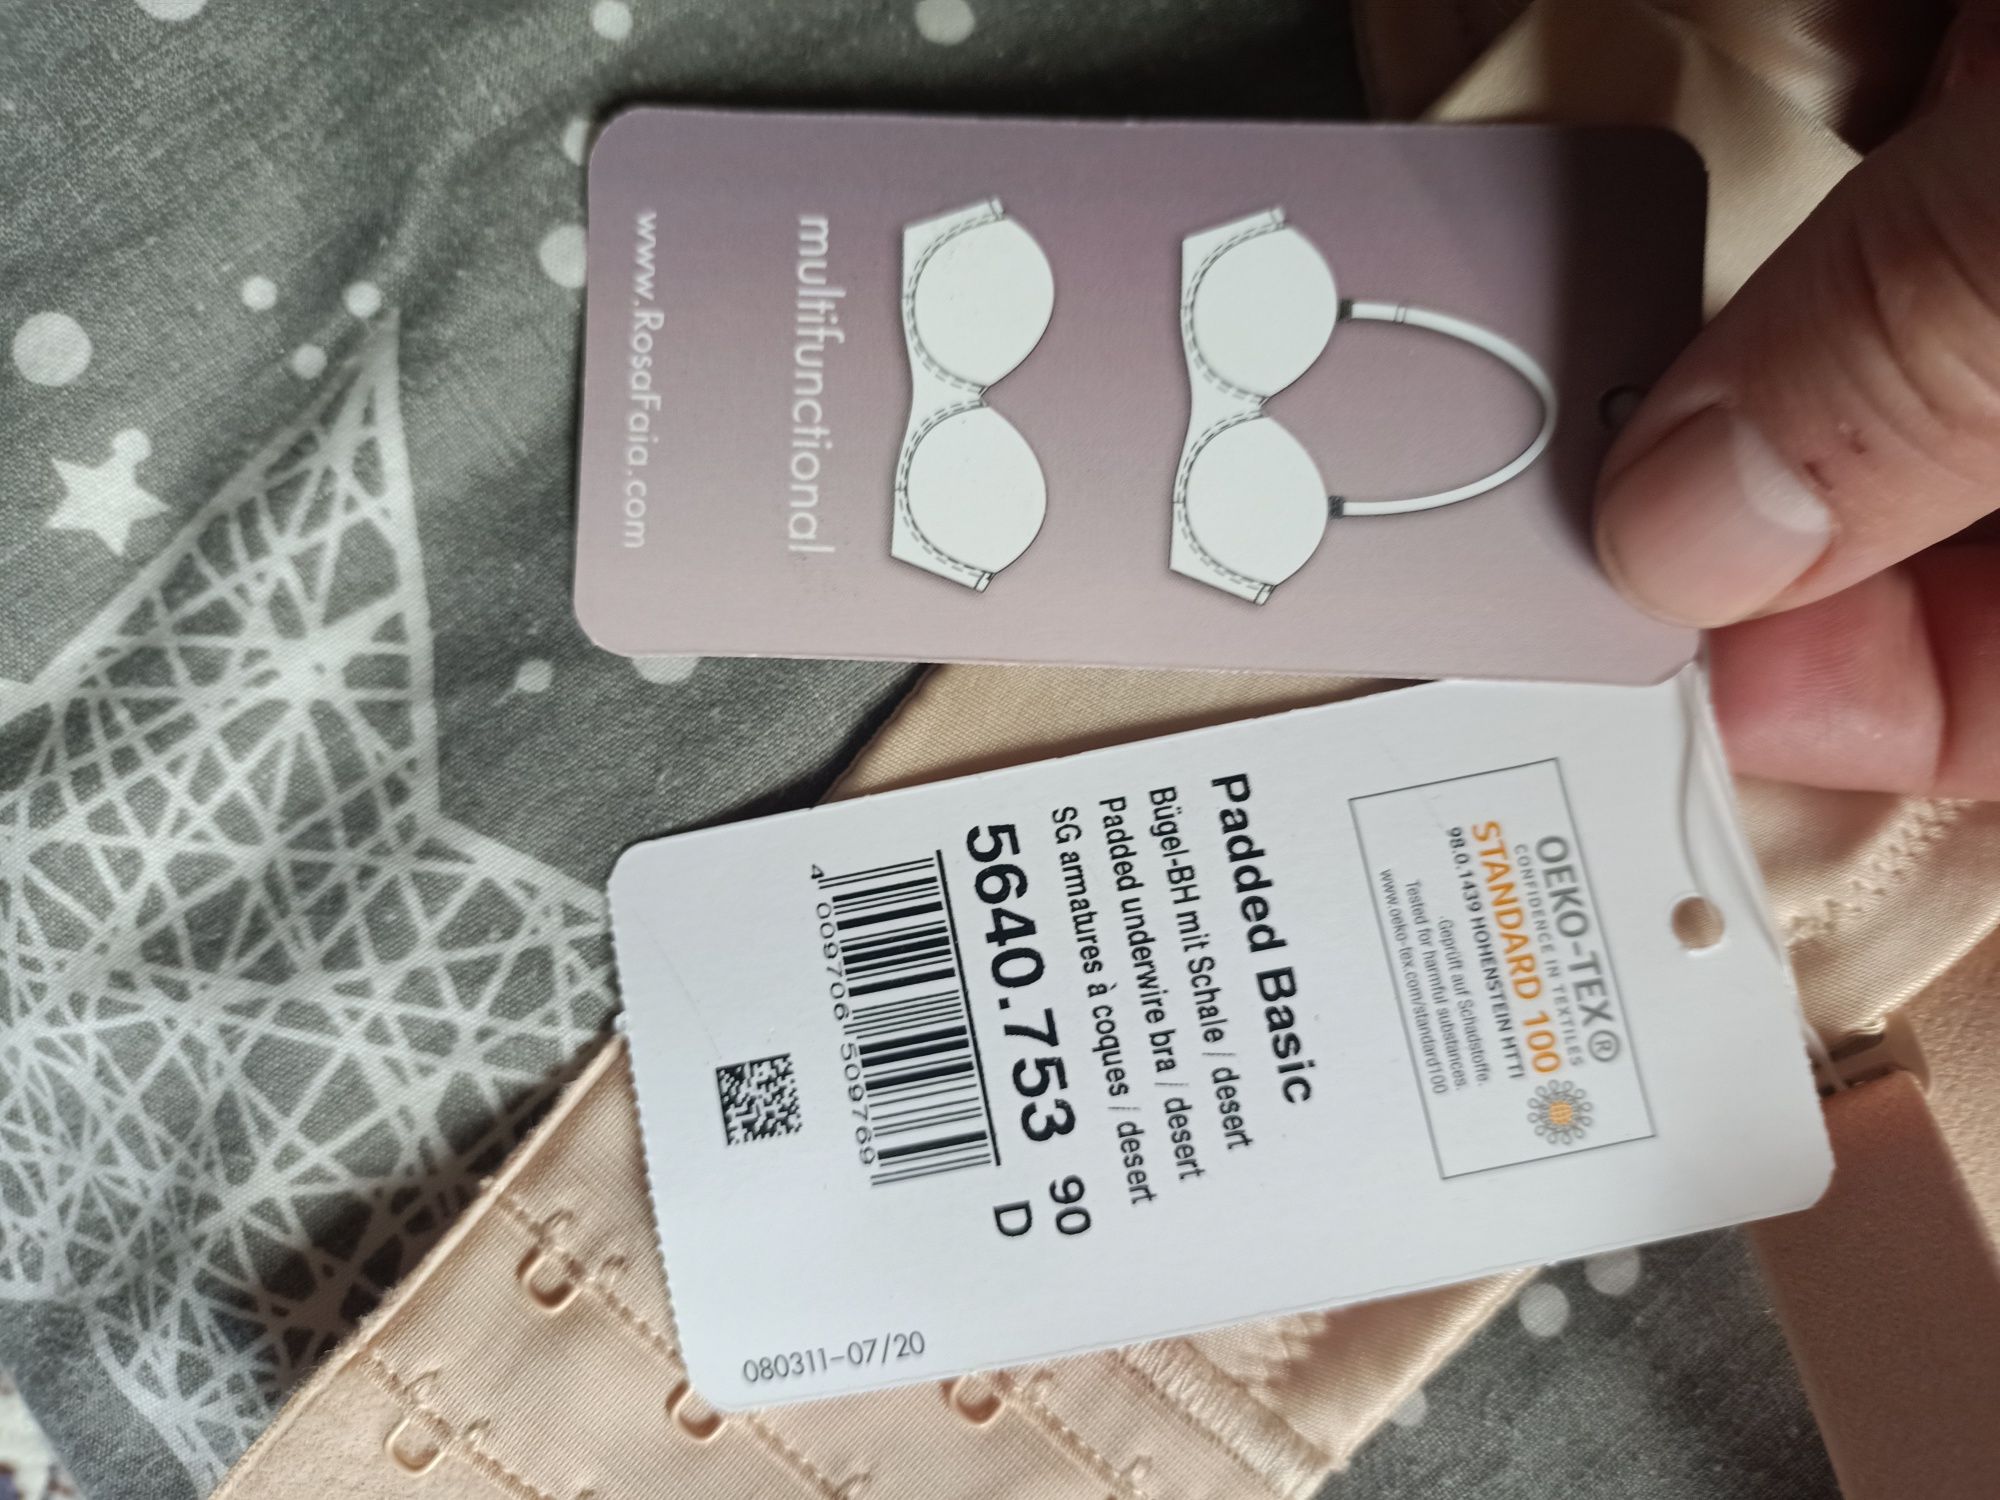 multifunctional
www.RosaFaia.com
OEKO-TEX®
CONFIDENCE IN TEXTILES
STANDARD 100
98.0.1439 HOHENSTEIN HTTI
Geprüft auf Schadstoffe.
Tested for harmful substances.
www.oeko-tex.com/standard100
Padded Basic
Bügel-BH mit Schale / desert
Padded underwire bra / desert
SG armatures à coques / desert
5640.753 90
D
4 009706 509769
080311-07/20